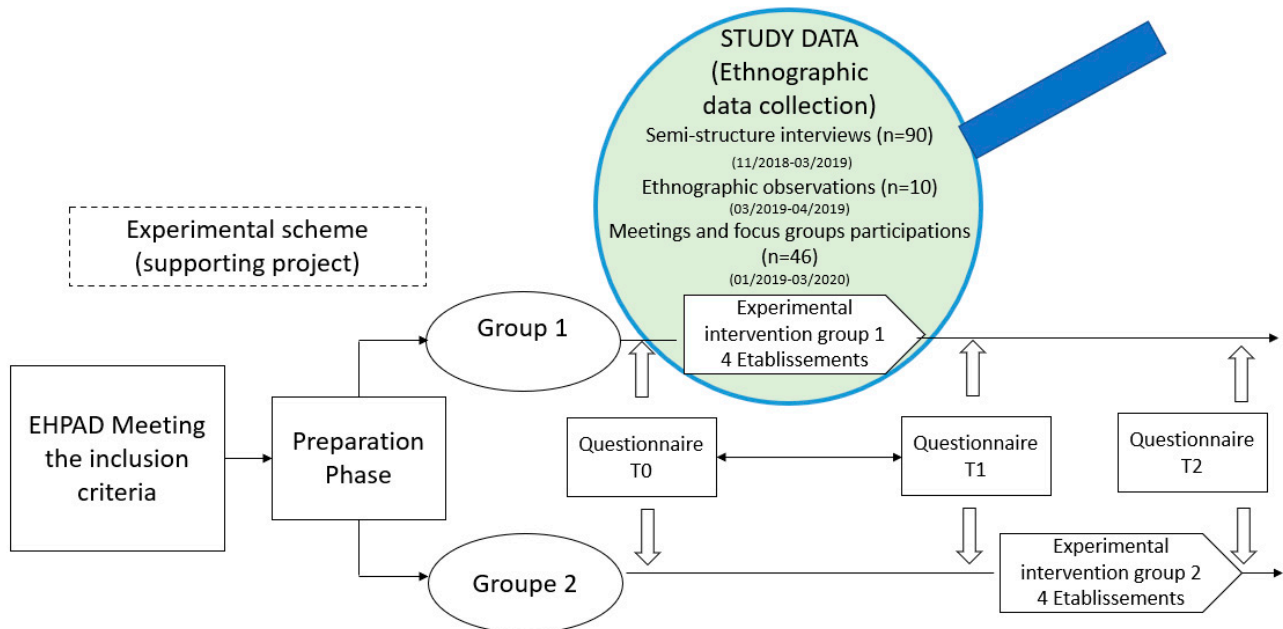 STUDY DATA
(Ethnographic
data collection)
Semi-structure interviews (n=90)
(11/2018-03/2019)
Ethnographic observations (n=10)
(03/2019-04/2019)
Meetings and focus groups participations
(n=46)
(01/2019-03/2020)
Experimental scheme
(supporting project)
Group 1
Experimental
intervention group 1
4 Etablissements
EHPAD Meeting
the inclusion
criteria
Preparation
Phase
Questionnaire
T0
Questionnaire
T1
Questionnaire
T2
Groupe 2
Experimental
intervention group 2
4 Etablissements